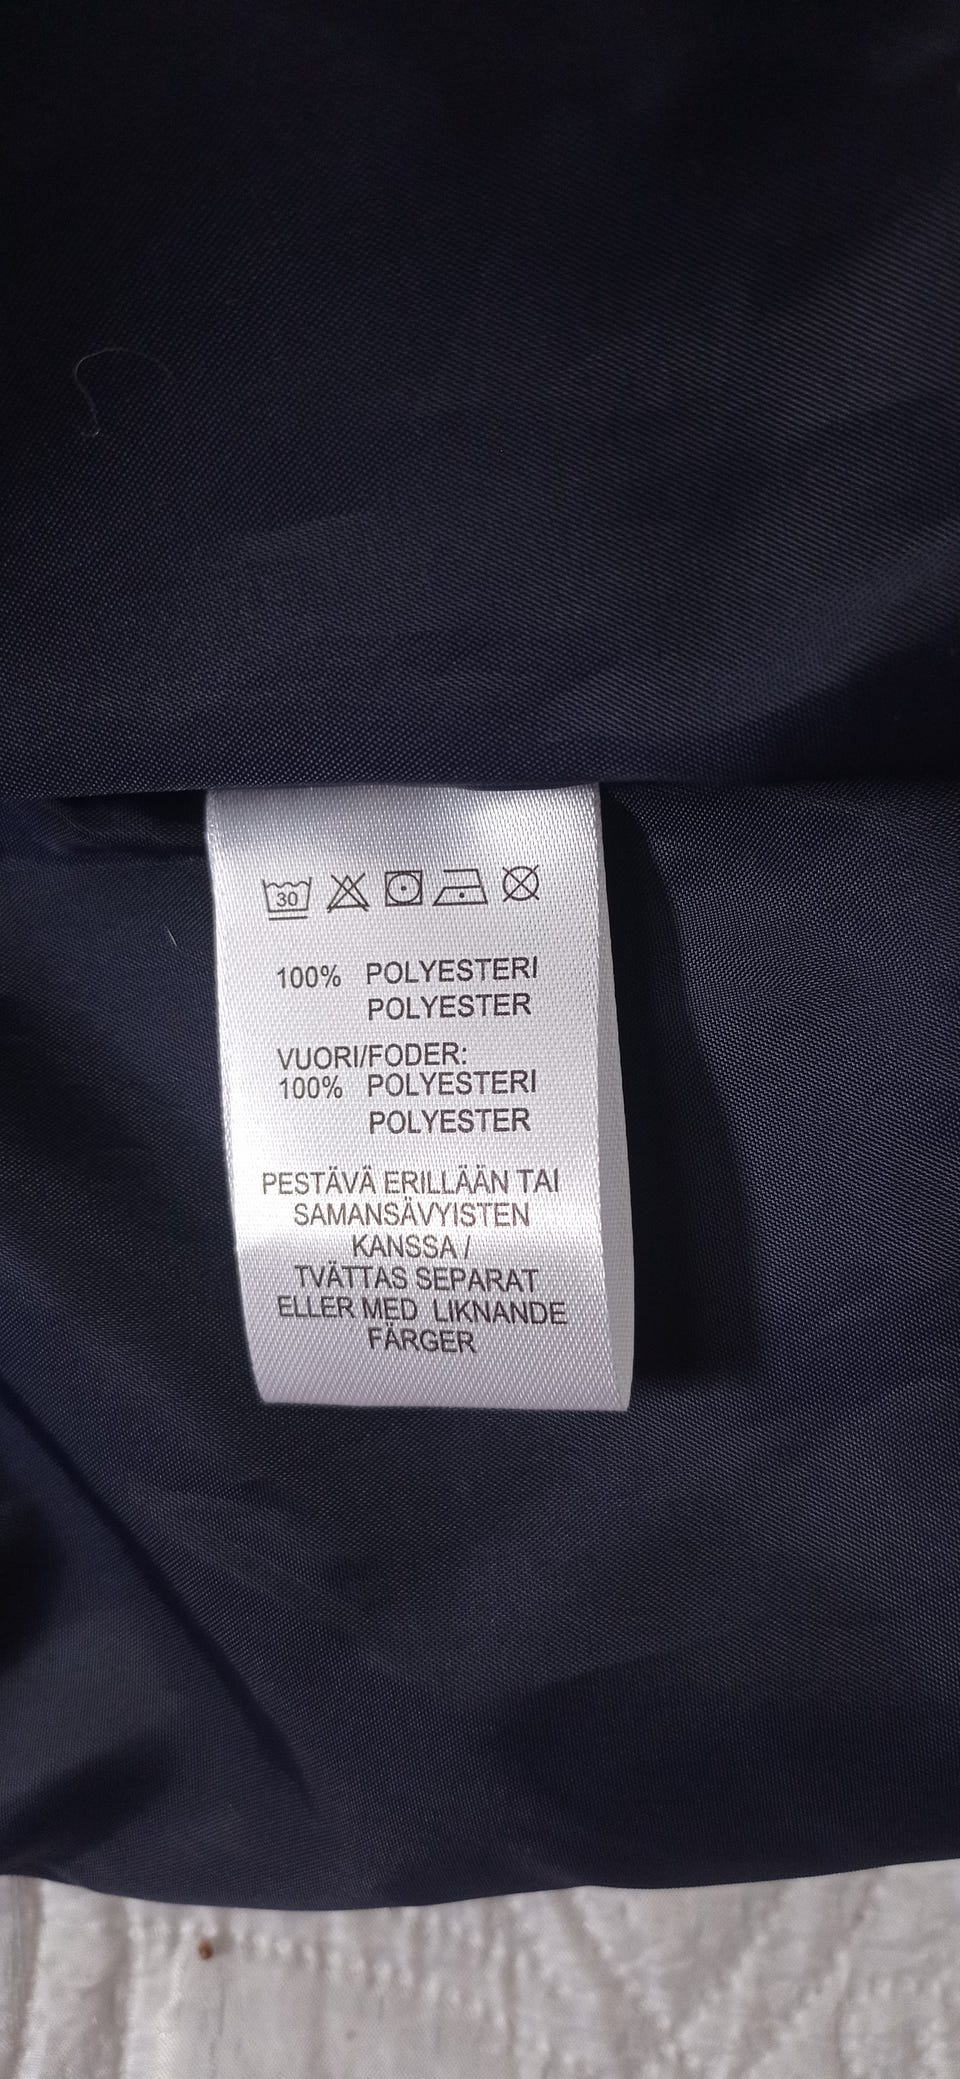 30
100% POLYESTERI
POLYESTER
VUORI/FODER:
100% POLYESTERI
POLYESTER
PESTÄVÄ ERILLÄÄN TAI
SAMANSÄVYISTEN
KANSSA /
TVÄTTAS SEPARAT
ELLER MED LIKNANDE
FÄRGER